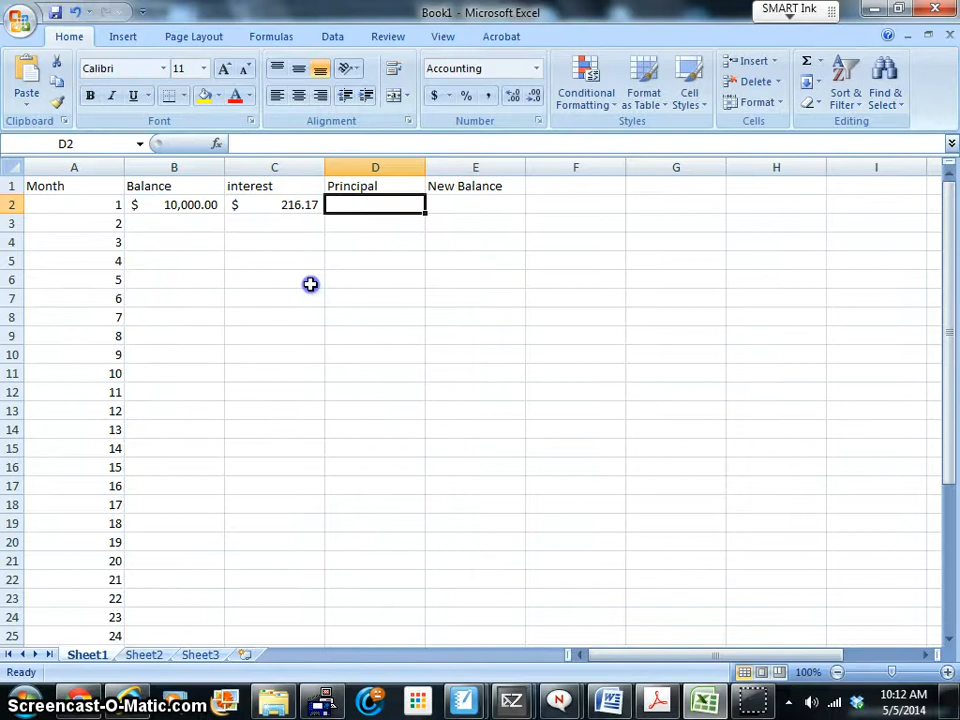 Book1 - Microsoft Excel
SMART Ink
Home Insert Page Layout Formulas Data Review View Acrobat
Paste
Calibri 11
B I U
Accounting
$ % ,
Conditional Formatting
Format as Table
Cell Styles
Insert
Delete
Format
Sort & Filter
Find & Select
Clipboard Font Alignment Number Styles Cells Editing
D2 fx
A B C D E F G H I
1 Month Balance interest Principal New Balance
2 1 $ 10,000.00 $ 216.17
3 2
4 3
5 4
6 5
7 6
8 7
9 8
10 9
11 10
12 11
13 12
14 13
15 14
16 15
17 16
18 17
19 18
20 19
21 20
22 21
23 22
24 23
25 24
Sheet1 Sheet2 Sheet3
Ready 100%
Screencast-O-Matic.com
10:12 AM
5/5/2014